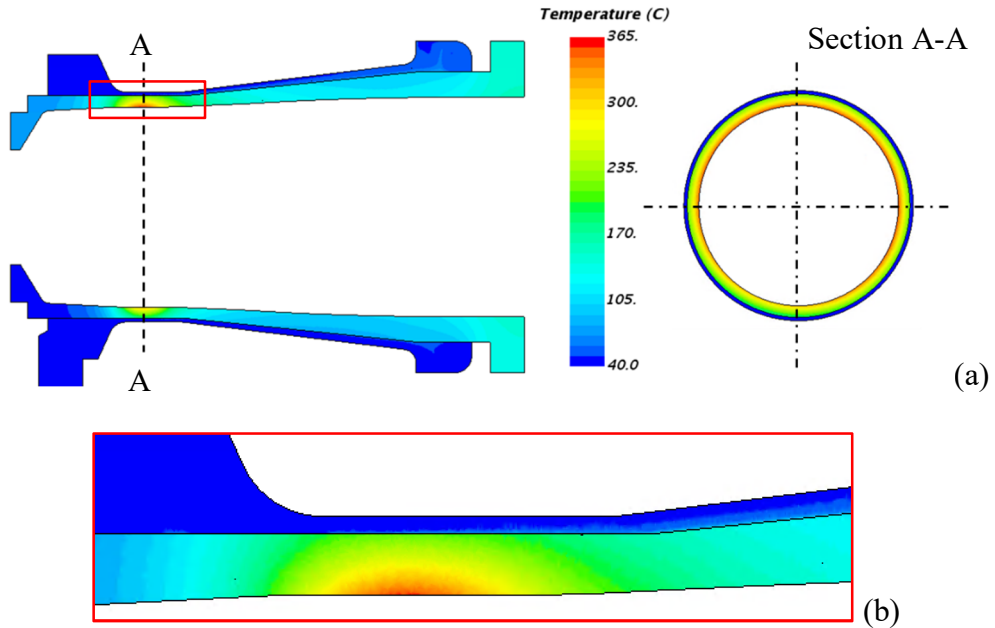 Temperature (C)
A
365.
Section A-A
300.
235.
170.
105.
40.0
A
(a)
(b)